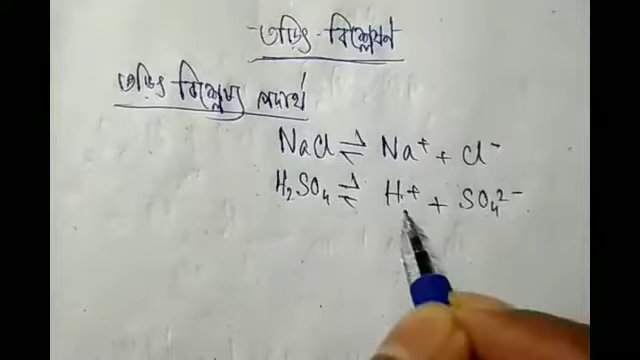 তড়িৎ বিশ্লেষণ
তড়িৎ বিশ্লেষ্য পদার্থ
NaCl ⇌ Na⁺ + Cl⁻
H₂SO₄ ⇌ H⁺ + SO₄²⁻